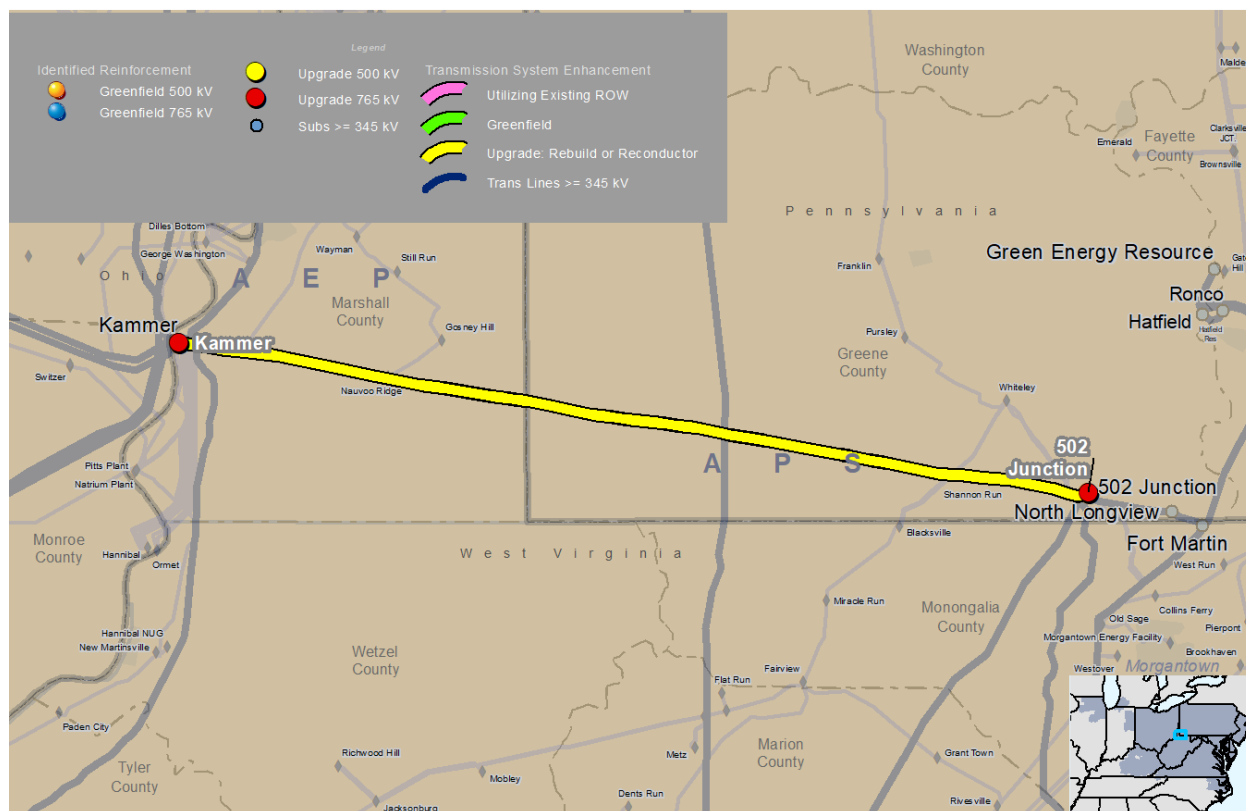 Legend
Identified Reinforcement
Greenfield 500 kV
Greenfield 765 kV
Upgrade 500 kV
Upgrade 765 kV
Subs >= 345 kV
Transmission System Enhancement
Utilizing Existing ROW
Greenfield
Upgrade: Rebuild or Reconductor
Trans Lines >= 345 kV
Washington
County
Emerald
Fayette
County
Clarksville
JCT.
Brownsville
Pennsylvania
Dilles Bottom
George Washington
Wayman
Still Run
Ohio
AEP
Marshall
County
Franklin
Green Energy Resource
Ronco
Hatfield
Kammer
Kammer
Gosney Hill
Pursley
Greene
County
Switzer
Nauvoo Ridge
Whiteley
502
Junction
APS
Pitts Plant
Natrium Plant
Shannon Run
502 Junction
North Longview
Fort Martin
Blacksville
Monroe
County
Hannibal
Ormet
West Virginia
West Run
Miracle Run
Monongalia
County
Collins Ferry
Old Sage
Pierpont
Hannibal NUG
New Martinsville
Morgantown Energy Facility
Brookhaven
Wetzel
County
Fairview
Westover
Morgantown
Flat Run
Paden City
Richwood Hill
Metz
Marion
County
Grant Town
Tyler
County
Mobley
Jacksonburg
Dents Run
Rivesville